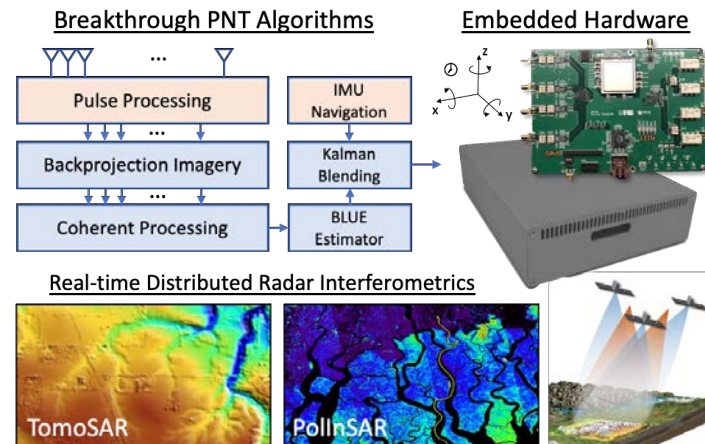 Breakthrough PNT Algorithms
Embedded Hardware
...
Pulse Processing
...
Backprojection Imagery
...
Coherent Processing
IMU
Navigation
Kalman
Blending
BLUE
Estimator
z
x
y
Real-time Distributed Radar Interferometrics
TomoSAR
PolInSAR